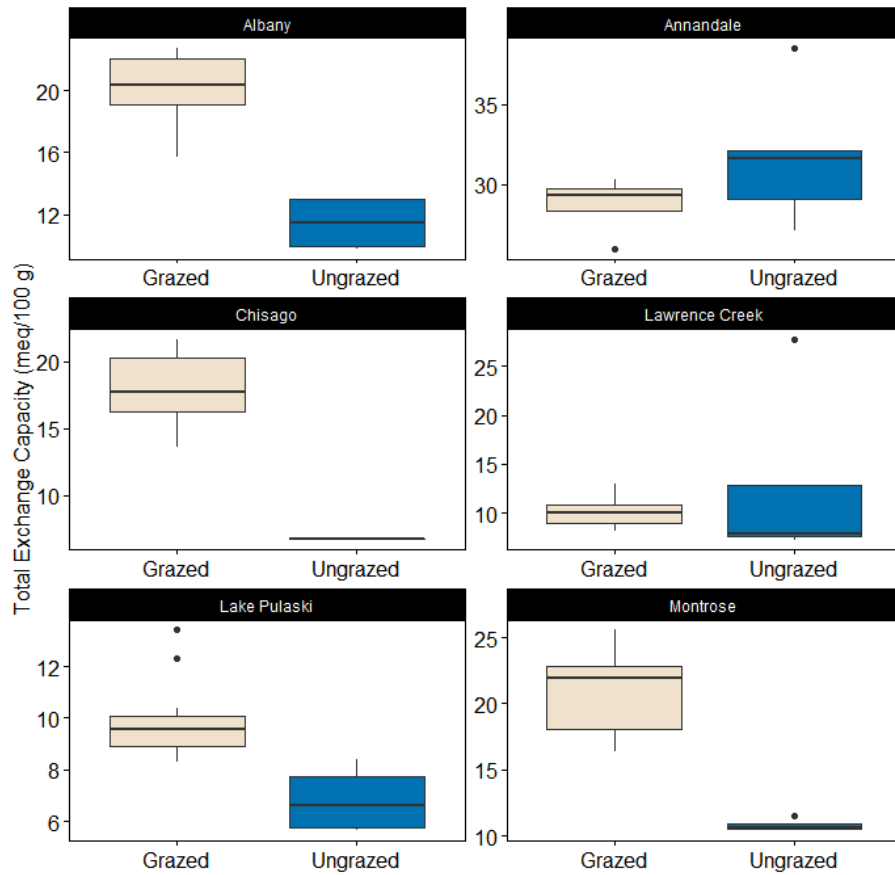 Total Exchange Capacity (meq/100 g)
Albany
20
16
12
Grazed Ungrazed
Annandale
35
30
Grazed Ungrazed
Chisago
20
15
10
Grazed Ungrazed
Lawrence Creek
25
20
15
10
Grazed Ungrazed
Lake Pulaski
12
10
8
6
Grazed Ungrazed
Montrose
25
20
15
10
Grazed Ungrazed